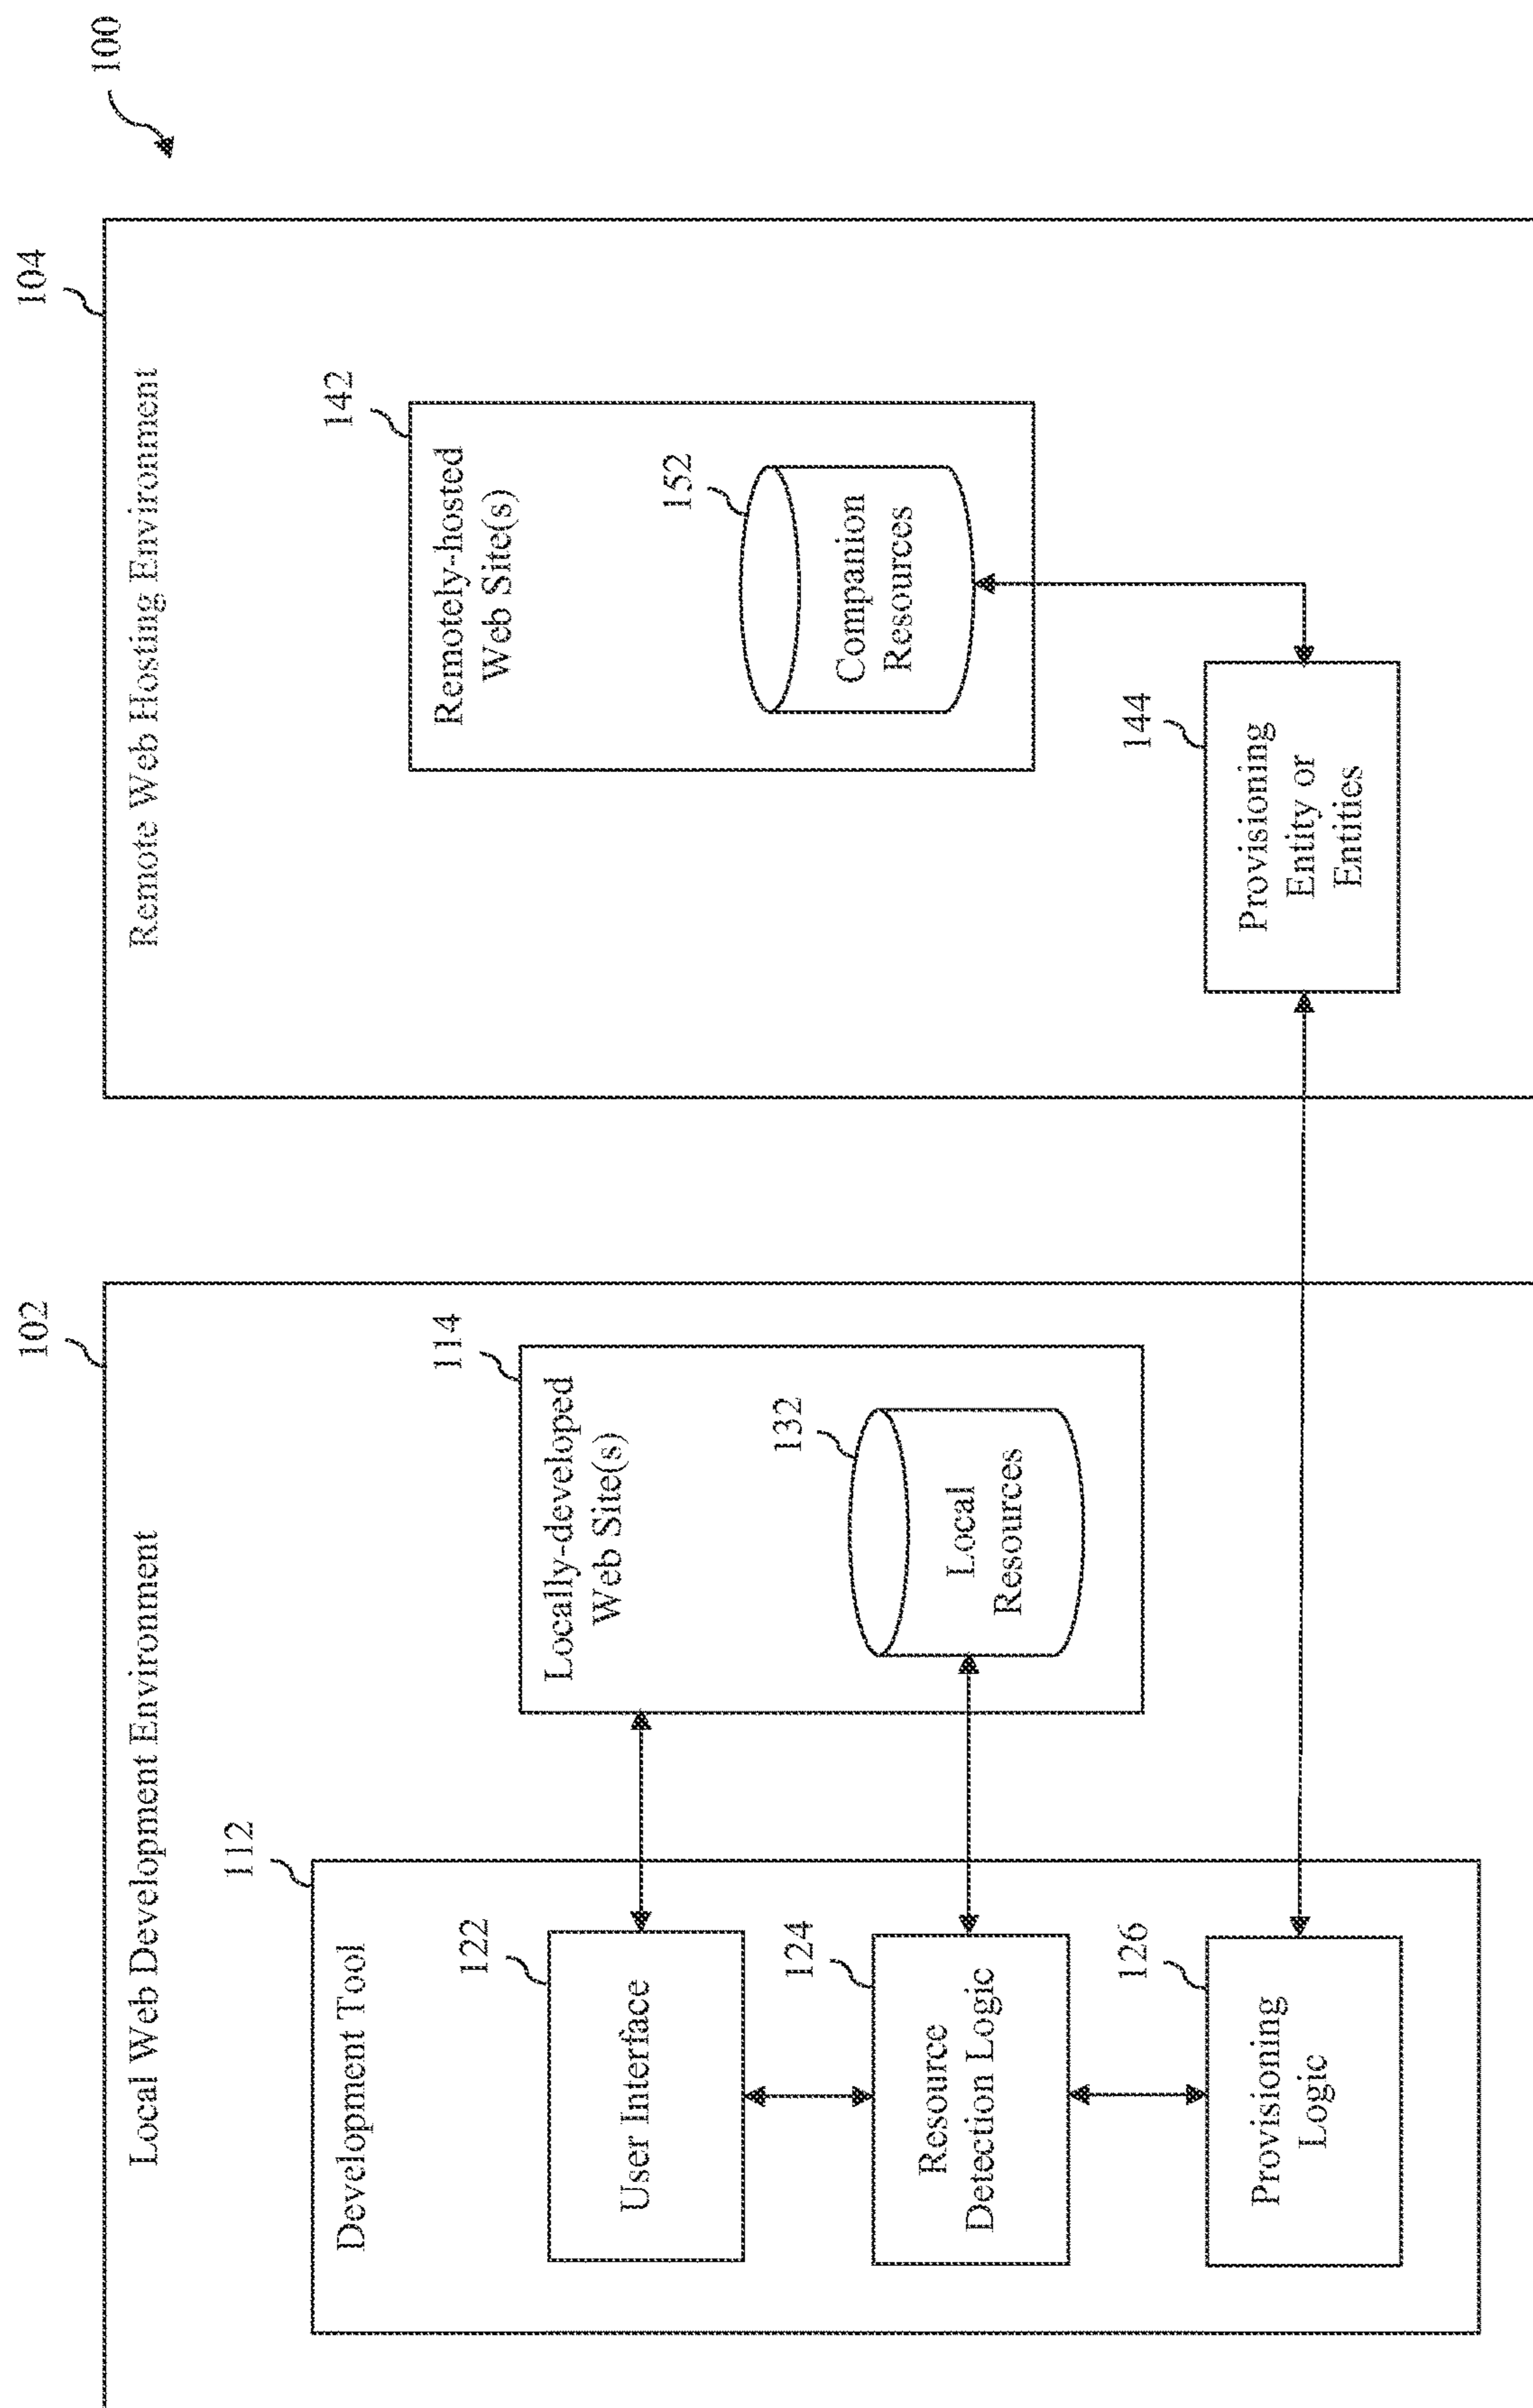 100
102
Local Web Development Environment
112
Development Tool
122
User Interface
124
Resource
Detection Logic
126
Provisioning
Logic
114
Locally-developed
Web Site(s)
132
Local
Resources
104
Remote Web Hosting Environment
142
Remotely-hosted
Web Site(s)
152
Companion
Resources
144
Provisioning
Entity or
Entities